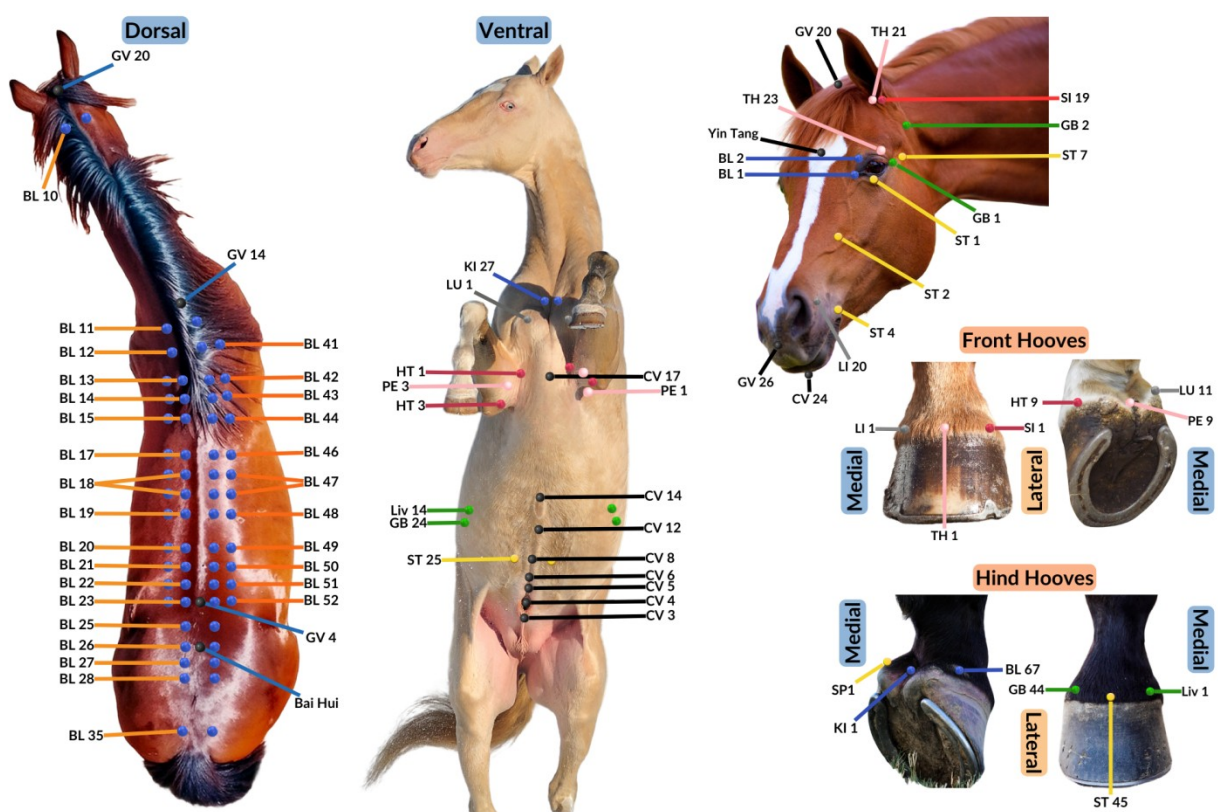 Dorsal
GV 20
BL 10
GV 14
BL 11
BL 12
BL 13
BL 14
BL 15
BL 17
BL 18
BL 19
BL 20
BL 21
BL 22
BL 23
BL 25
BL 26
BL 27
BL 28
BL 35
BL 41
BL 42
BL 43
BL 44
BL 46
BL 47
BL 48
BL 49
BL 50
BL 51
BL 52
GV 4
Bai Hui
Ventral
KI 27
LU 1
HT 1
PE 3
HT 3
CV 17
PE 1
CV 14
Liv 14
GB 24
CV 12
ST 25
CV 8
CV 6
CV 5
CV 4
CV 3
GV 20
TH 21
TH 23
SI 19
GB 2
Yin Tang
BL 2
BL 1
ST 7
GB 1
ST 1
ST 2
ST 4
LI 20
GV 26
CV 24
Front Hooves
LI 1
SI 1
Medial
Lateral
TH 1
HT 9
LU 11
PE 9
Medial
Hind Hooves
Medial
SP1
KI 1
BL 67
GB 44
Liv 1
Lateral
Medial
ST 45